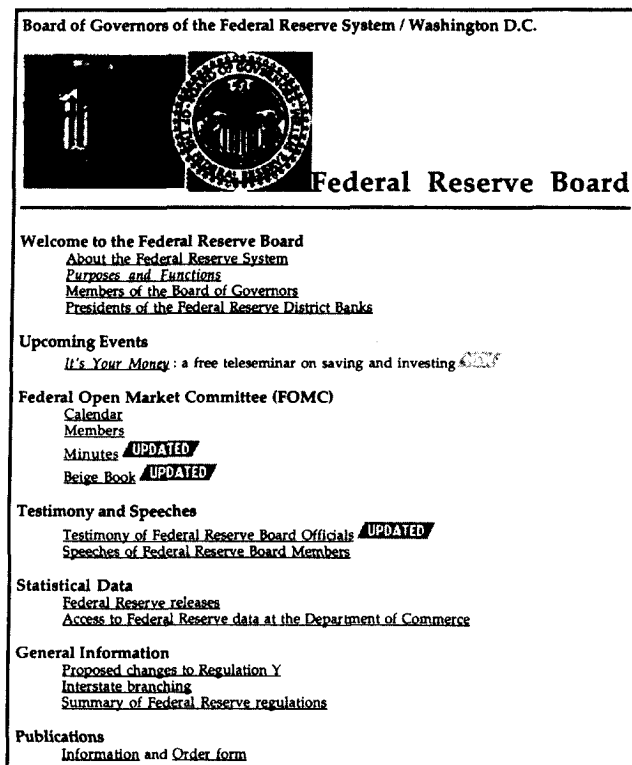 Board of Governors of the Federal Reserve System / Washington D.C.
Federal Reserve Board
Welcome to the Federal Reserve Board
About the Federal Reserve System
Purposes and Functions
Members of the Board of Governors
Presidents of the Federal Reserve District Banks
Upcoming Events
It's Your Money : a free teleseminar on saving and investing
Federal Open Market Committee (FOMC)
Calendar
Members
Minutes UPDATED
Beige Book UPDATED
Testimony and Speeches
Testimony of Federal Reserve Board Officials UPDATED
Speeches of Federal Reserve Board Members
Statistical Data
Federal Reserve releases
Access to Federal Reserve data at the Department of Commerce
General Information
Proposed changes to Regulation Y
Interstate branching
Summary of Federal Reserve regulations
Publications
Information and Order form